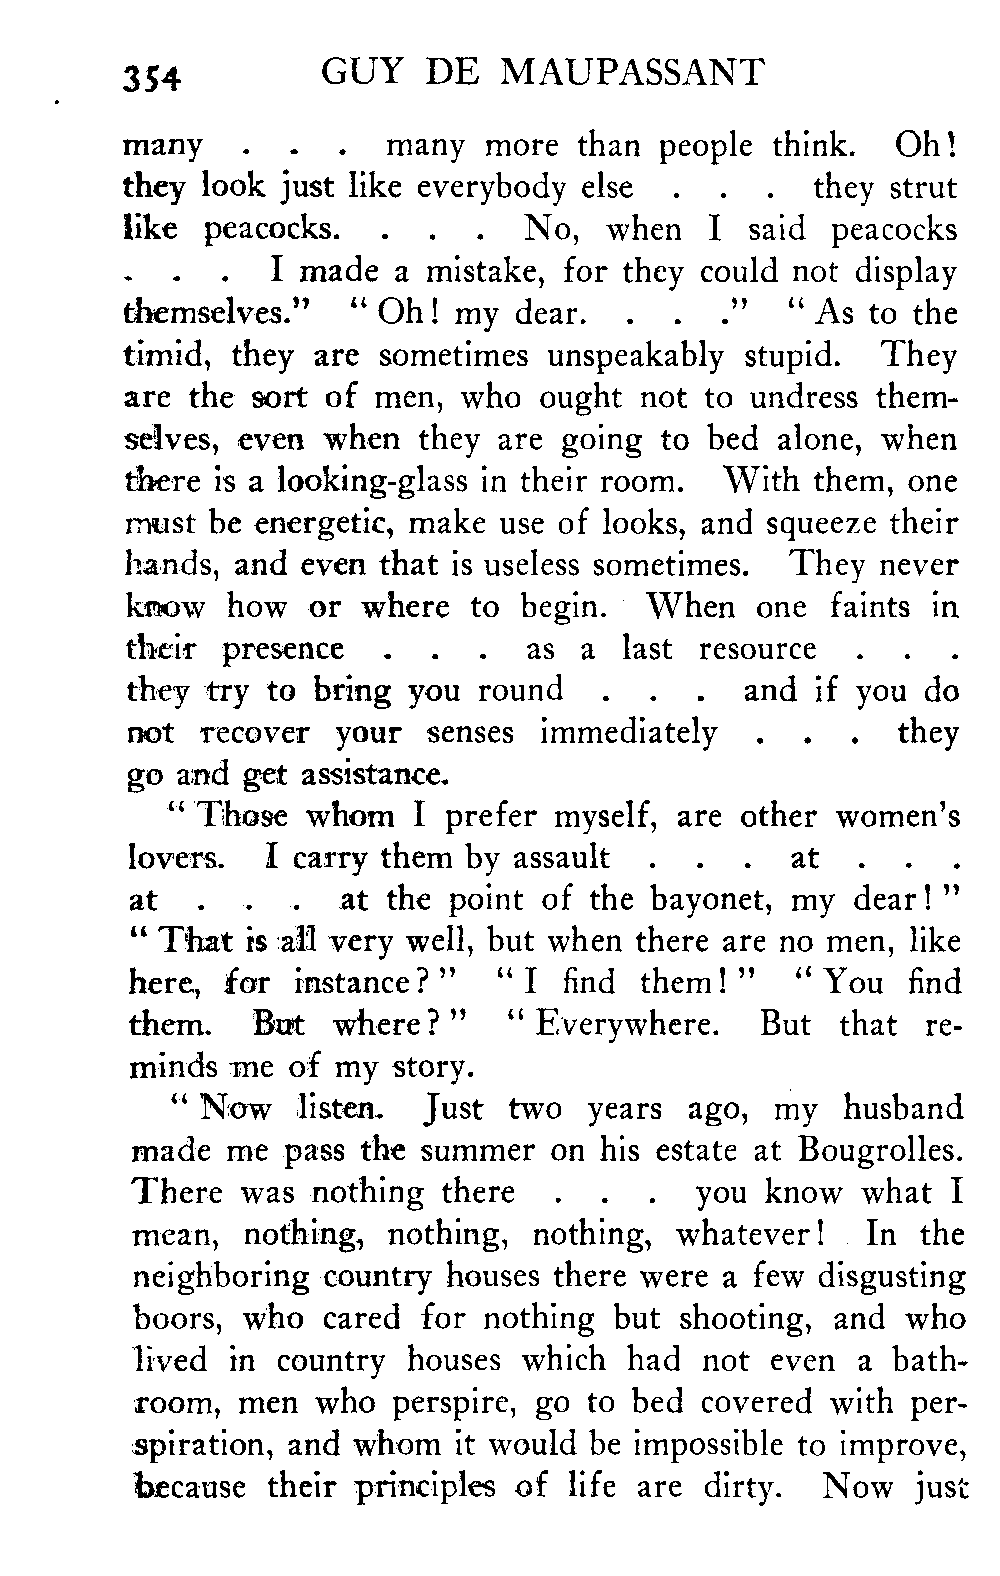 354 GUY DE MAUPASSANT
many . . . many more than people think. Oh!
they look just like everybody else . . . they strut
like peacocks. . . . No, when I said peacocks
. . . I made a mistake, for they could not display
themselves." "Oh! my dear. . . ." "As to the
timid, they are sometimes unspeakably stupid. They
are the sort of men, who ought not to undress them-
selves, even when they are going to bed alone, when
there is a looking-glass in their room. With them, one
must be energetic, make use of looks, and squeeze their
hands, and even that is useless sometimes. They never
know how or where to begin. When one faints in
their presence . . . as a last resource . . .
they try to bring you round . . . and if you do
not recover your senses immediately . . . they
go and get assistance.
"Those whom I prefer myself, are other women's
lovers. I carry them by assault . . . at . . .
at . . . at the point of the bayonet, my dear!"
"That is all very well, but when there are no men, like
here, for instance?" "I find them!" "You find
them. But where?" "Everywhere. But that re-
minds me of my story.
"Now listen. Just two years ago, my husband
made me pass the summer on his estate at Bougrolles.
There was nothing there . . . you know what I
mean, nothing, nothing, nothing, whatever! In the
neighboring country houses there were a few disgusting
boors, who cared for nothing but shooting, and who
lived in country houses which had not even a bath-
room, men who perspire, go to bed covered with per-
spiration, and whom it would be impossible to improve,
because their principles of life are dirty. Now just